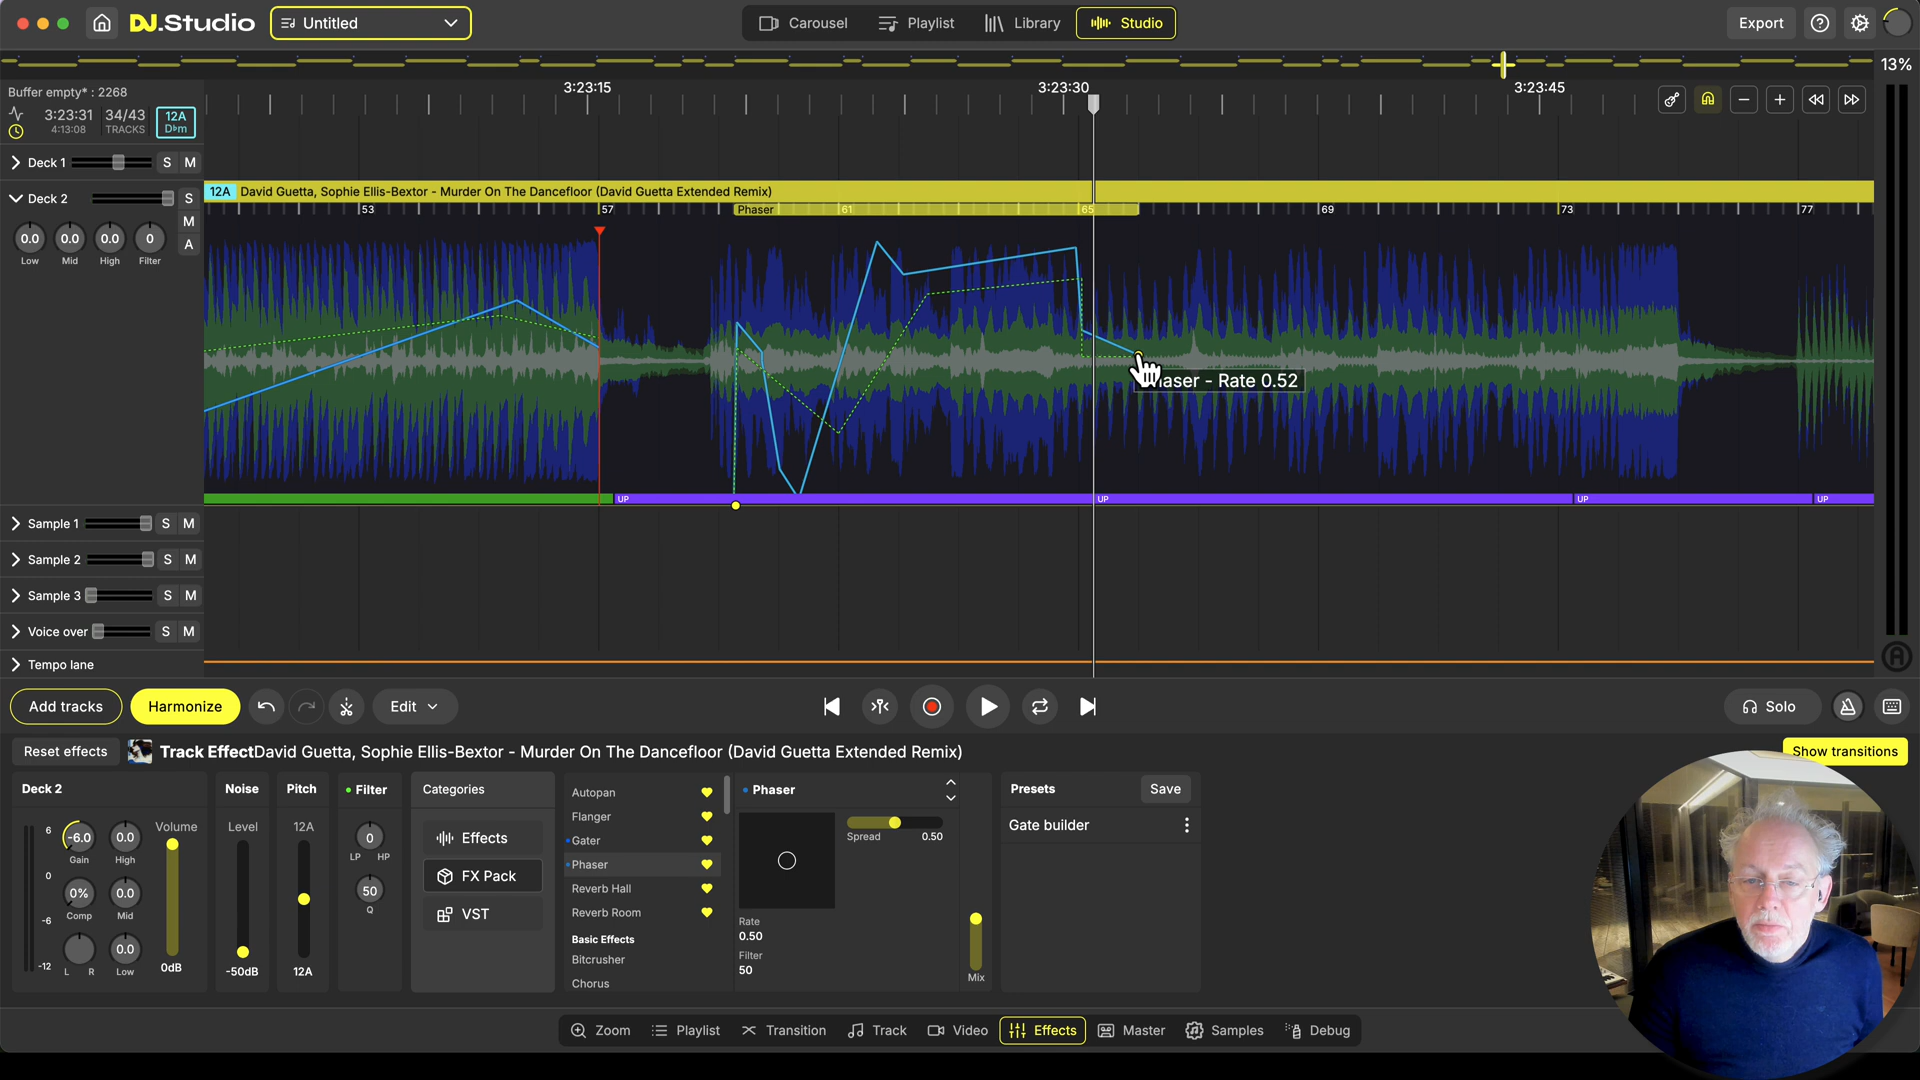 DJ.Studio
Untitled
Carousel
Playlist
Library
Studio
Export
13%
Buffer empty* : 2268
3:23:31
4:13:08
34/43
TRACKS
12A
D♭m
3:23:15
3:23:30
3:23:45
Deck 1
S
M
Deck 2
S
M
A
0.0
0.0
0.0
0
Low
Mid
High
Filter
12A
David Guetta, Sophie Ellis-Bextor - Murder On The Dancefloor (David Guetta Extended Remix)
53
57
Phaser
61
65
69
73
77
Phaser - Rate 0.52
UP
UP
UP
UP
Sample 1
S
M
Sample 2
S
M
Sample 3
S
M
Voice over
S
M
Tempo lane
Add tracks
Harmonize
Edit
Solo
Reset effects
Track EffectDavid Guetta, Sophie Ellis-Bextor - Murder On The Dancefloor (David Guetta Extended Remix)
Show transitions
Deck 2
6
0
-6
-12
-6.0
Gain
0.0
High
0%
Comp
0.0
Mid
L
R
0.0
Low
Volume
0dB
Noise
Level
-50dB
Pitch
12A
12A
Filter
0
LP
HP
50
Q
Categories
Effects
FX Pack
VST
Autopan
Flanger
Gater
Phaser
Reverb Hall
Reverb Room
Basic Effects
Bitcrusher
Chorus
Phaser
Spread
0.50
Rate
0.50
Filter
50
Mix
Presets
Save
Gate builder
Zoom
Playlist
Transition
Track
Video
Effects
Master
Samples
Debug